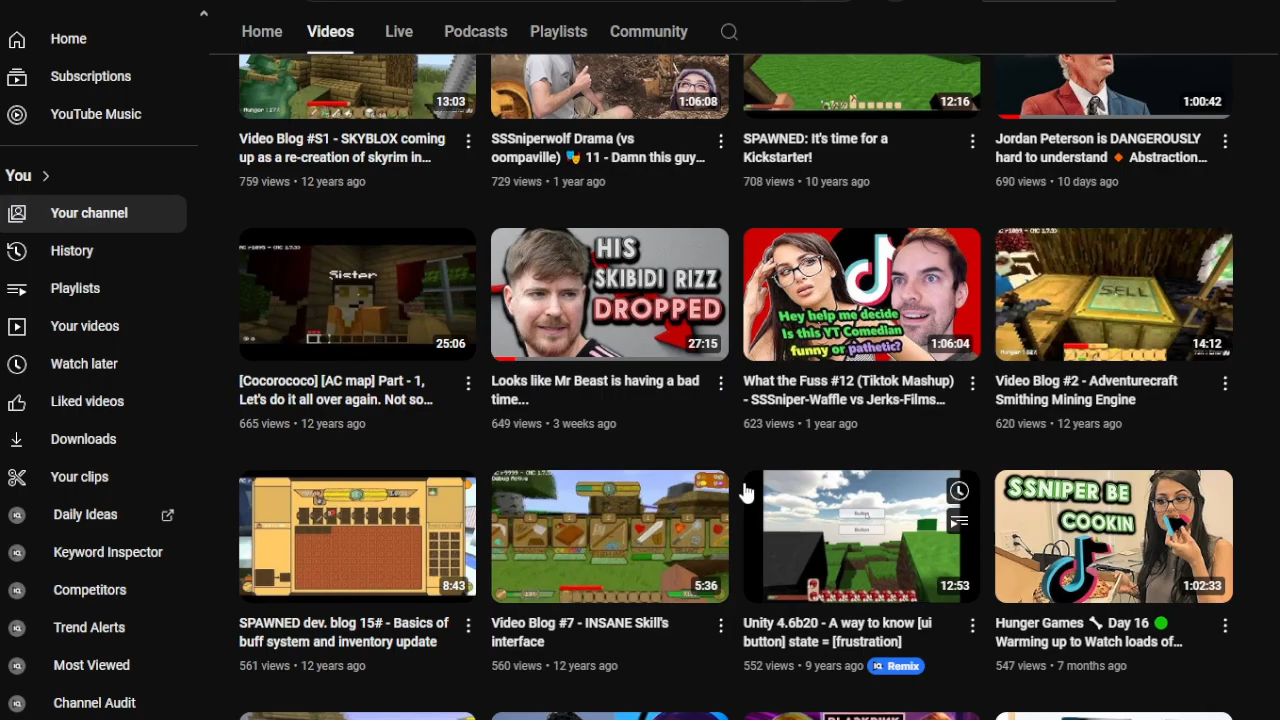 Home
Subscriptions
YouTube Music
You
Your channel
History
Playlists
Your videos
Watch later
Liked videos
Downloads
Your clips
Daily Ideas
Keyword Inspector
Competitors
Trend Alerts
Most Viewed
Channel Audit
Home Videos Live Podcasts Playlists Community
13:03
Video Blog #S1 - SKYBLOX coming
up as a re-creation of skyrim in...
759 views • 12 years ago
1:06:08
SSSniperwolf Drama (vs
oompaville) 🎭 11 - Damn this guy...
729 views • 1 year ago
12:16
SPAWNED: It's time for a
Kickstarter!
708 views • 10 years ago
1:00:42
Jordan Peterson is DANGEROUSLY
hard to understand 🔸 Abstraction...
690 views • 10 days ago
Sister
25:06
[Cocorococo] [AC map] Part - 1,
Let's do it all over again. Not so...
665 views • 12 years ago
HIS
SKIBIDI RIZZ
DROPPED
27:15
Looks like Mr Beast is having a bad
time...
649 views • 3 weeks ago
Hey help me decide
Is this YT Comedian
funny or pathetic?
1:06:04
What the Fuss #12 (Tiktok Mashup)
- SSSniper-Waffle vs Jerks-Films...
623 views • 1 year ago
SELL
14:12
Video Blog #2 - Adventurecraft
Smithing Mining Engine
620 views • 12 years ago
8:43
SPAWNED dev. blog 15# - Basics of
buff system and inventory update
561 views • 12 years ago
5:36
Video Blog #7 - INSANE Skill's
interface
560 views • 12 years ago
Button
Button
12:53
Unity 4.6b20 - A way to know [ui
button] state = [frustration]
552 views • 9 years ago Remix
SSNIPER BE
COOKIN
1:02:33
Hunger Games 🦴 Day 16 🟢
Warming up to Watch loads of...
547 views • 7 months ago